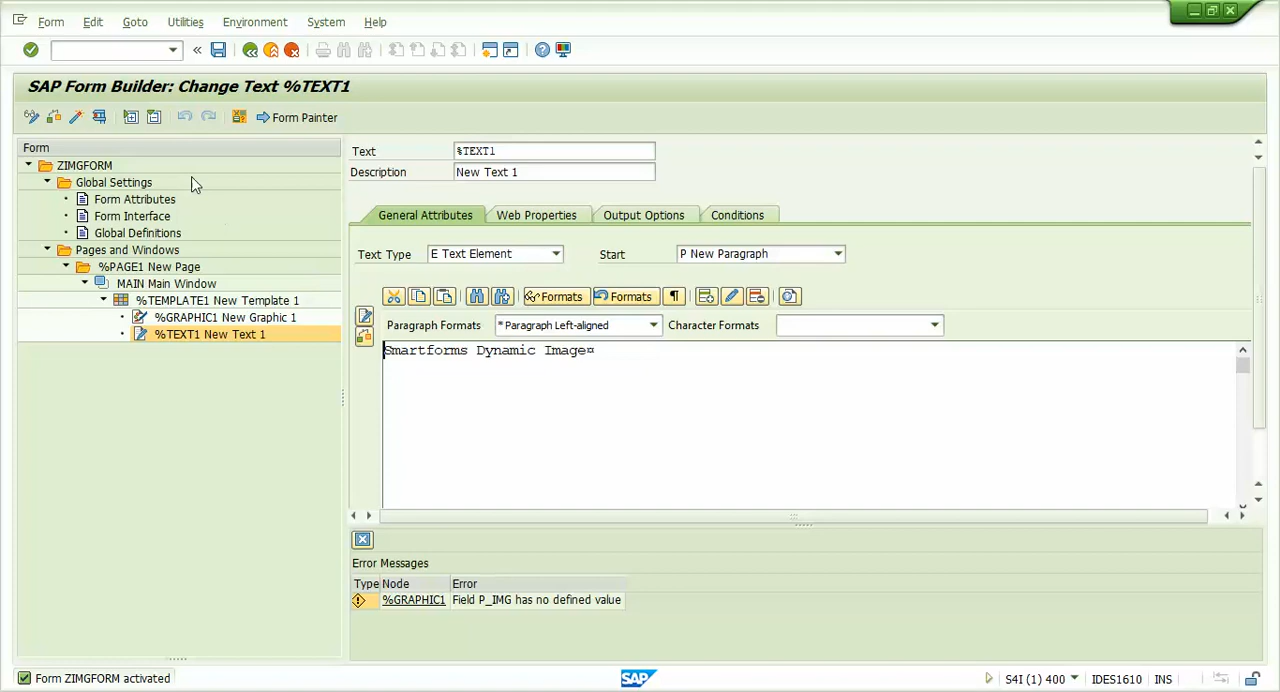 Form Edit Goto Utilities Environment System Help
SAP Form Builder: Change Text %TEXT1
Form Painter
Form
ZIMGFORM
Global Settings
Form Attributes
Form Interface
Global Definitions
Pages and Windows
%PAGE1 New Page
MAIN Main Window
%TEMPLATE1 New Template 1
%GRAPHIC1 New Graphic 1
%TEXT1 New Text 1
Text %TEXT1
Description New Text 1
General Attributes Web Properties Output Options Conditions
Text Type E Text Element Start P New Paragraph
Formats Formats
Paragraph Formats * Paragraph Left-aligned Character Formats
Smartforms Dynamic Image¤
Error Messages
Type Node Error
%GRAPHIC1 Field P_IMG has no defined value
Form ZIMGFORM activated SAP S4I (1) 400 IDES1610 INS